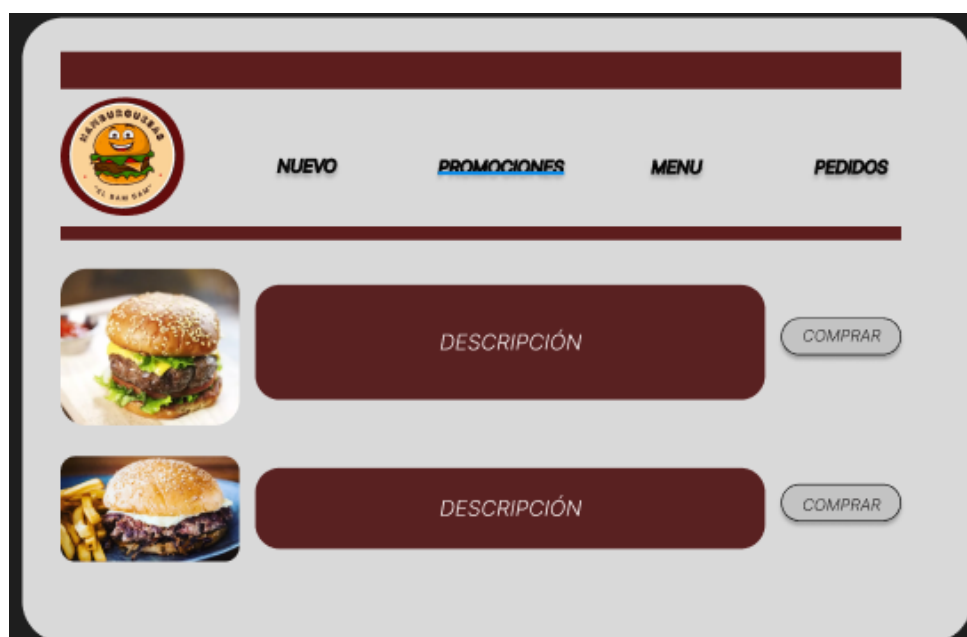 HAMBURGUESAS
"EL BAM BAM"
NUEVO
PROMOCIONES
MENU
PEDIDOS
DESCRIPCIÓN
COMPRAR
DESCRIPCIÓN
COMPRAR